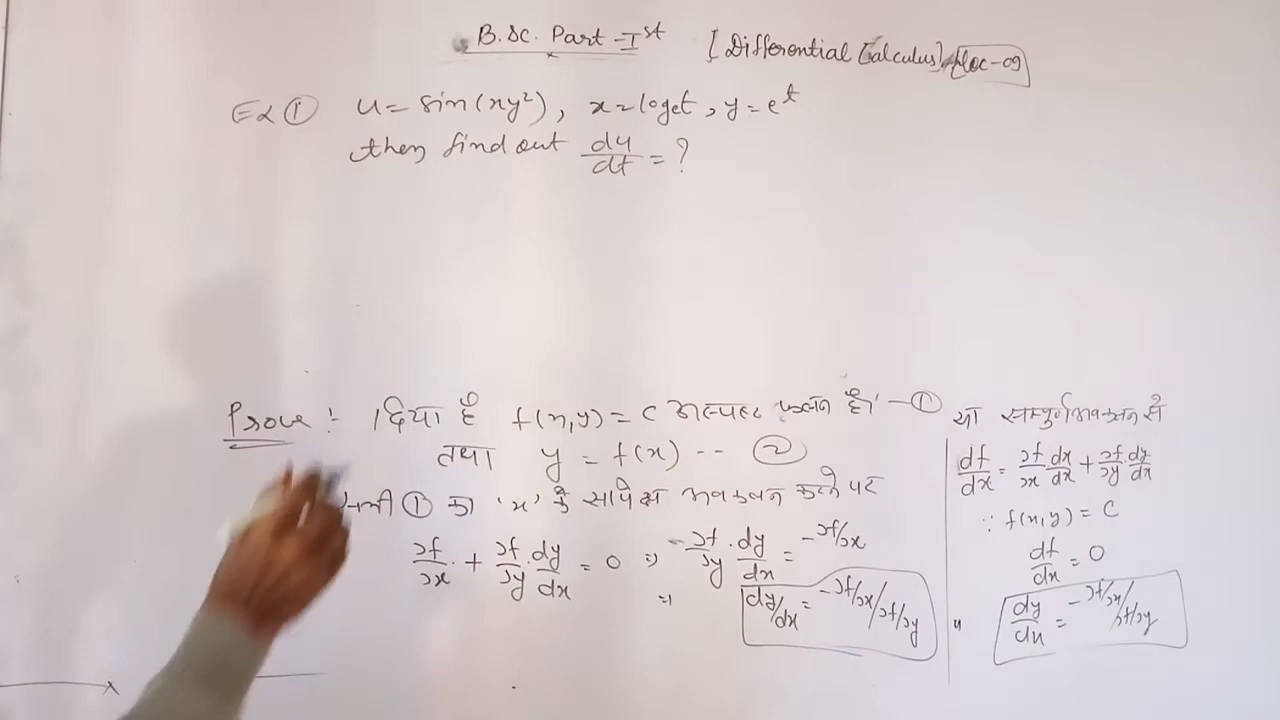 B.Sc. Part-Ist [Differential Calculus] Lec-09
Ex ① u = sin(xy²), x = loget, y = e^t
then find out du/dt = ?
Prove :- दिया है f(x,y) = c अस्पष्ट फलन है। -①
तथा y = f(x) -- ②
① का 'x' के सापेक्ष अवकलन करने पर
∂f/∂x · + ∂f/∂y · dy/dx = 0 ⇒ -∂f/∂y · dy/dx = -∂f/∂x
⇒ dy/dx = -∂f/∂x/∂f/∂y
या सम्पूर्ण अवकलन से
df/dx = ∂f/∂x dx/dx + ∂f/∂y dy/dx
∵ f(x,y) = C
df/dx = 0
dy/dx = -∂f/∂x/∂f/∂y